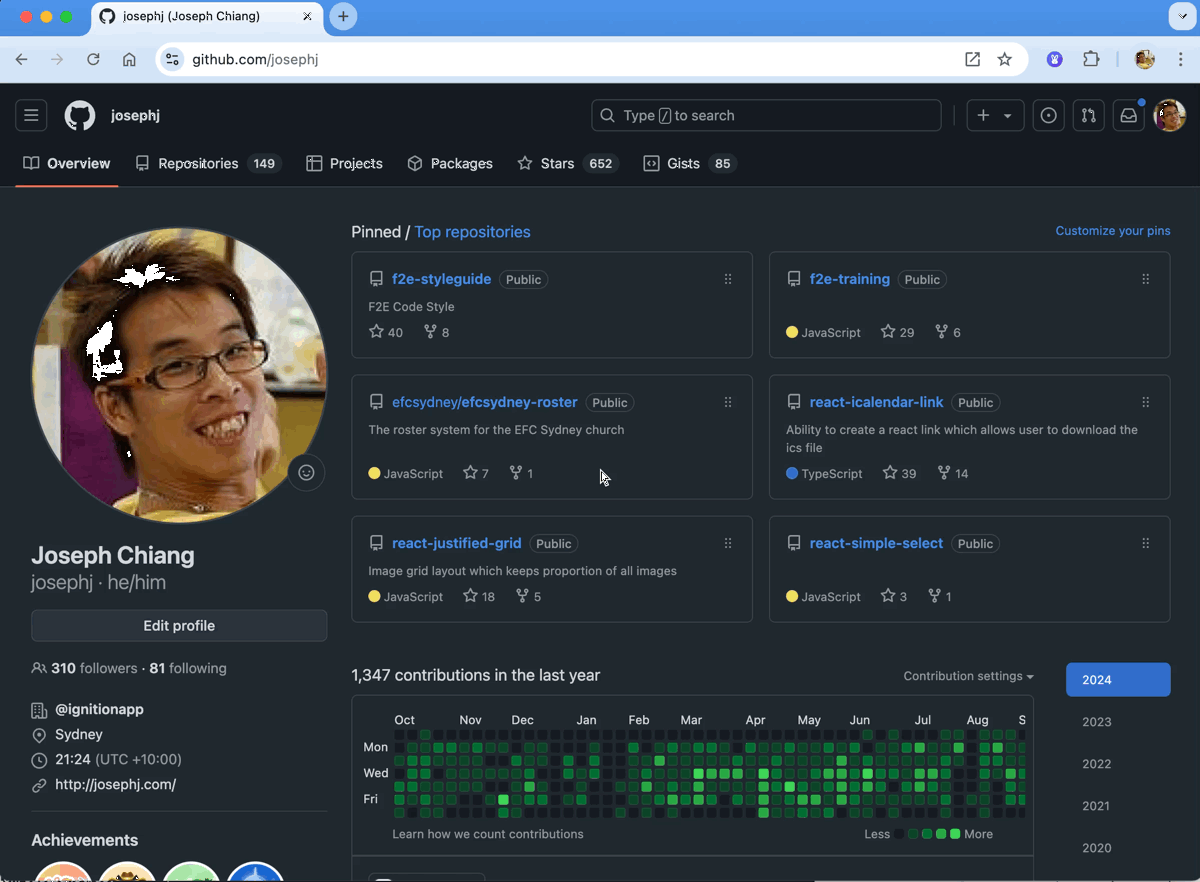 josephj (Joseph Chiang)
github.com/josephj
josephj
Type / to search
Overview
Repositories 149
Projects
Packages
Stars 652
Gists 85
Pinned / Top repositories
Customize your pins
f2e-styleguide Public
F2E Code Style
40 8
f2e-training Public
JavaScript 29 6
efcsydney/efcsydney-roster Public
The roster system for the EFC Sydney church
JavaScript 7 1
react-icalendar-link Public
Ability to create a react link which allows user to download the
ics file
TypeScript 39 14
react-justified-grid Public
Image grid layout which keeps proportion of all images
JavaScript 18 5
react-simple-select Public
JavaScript 3 1
Joseph Chiang
josephj · he/him
Edit profile
310 followers · 81 following
@ignitionapp
Sydney
21:24 (UTC +10:00)
http://josephj.com/
Achievements
1,347 contributions in the last year
Contribution settings
Oct Nov Dec Jan Feb Mar Apr May Jun Jul Aug S
Mon
Wed
Fri
Learn how we count contributions
Less More
2024
2023
2022
2021
2020